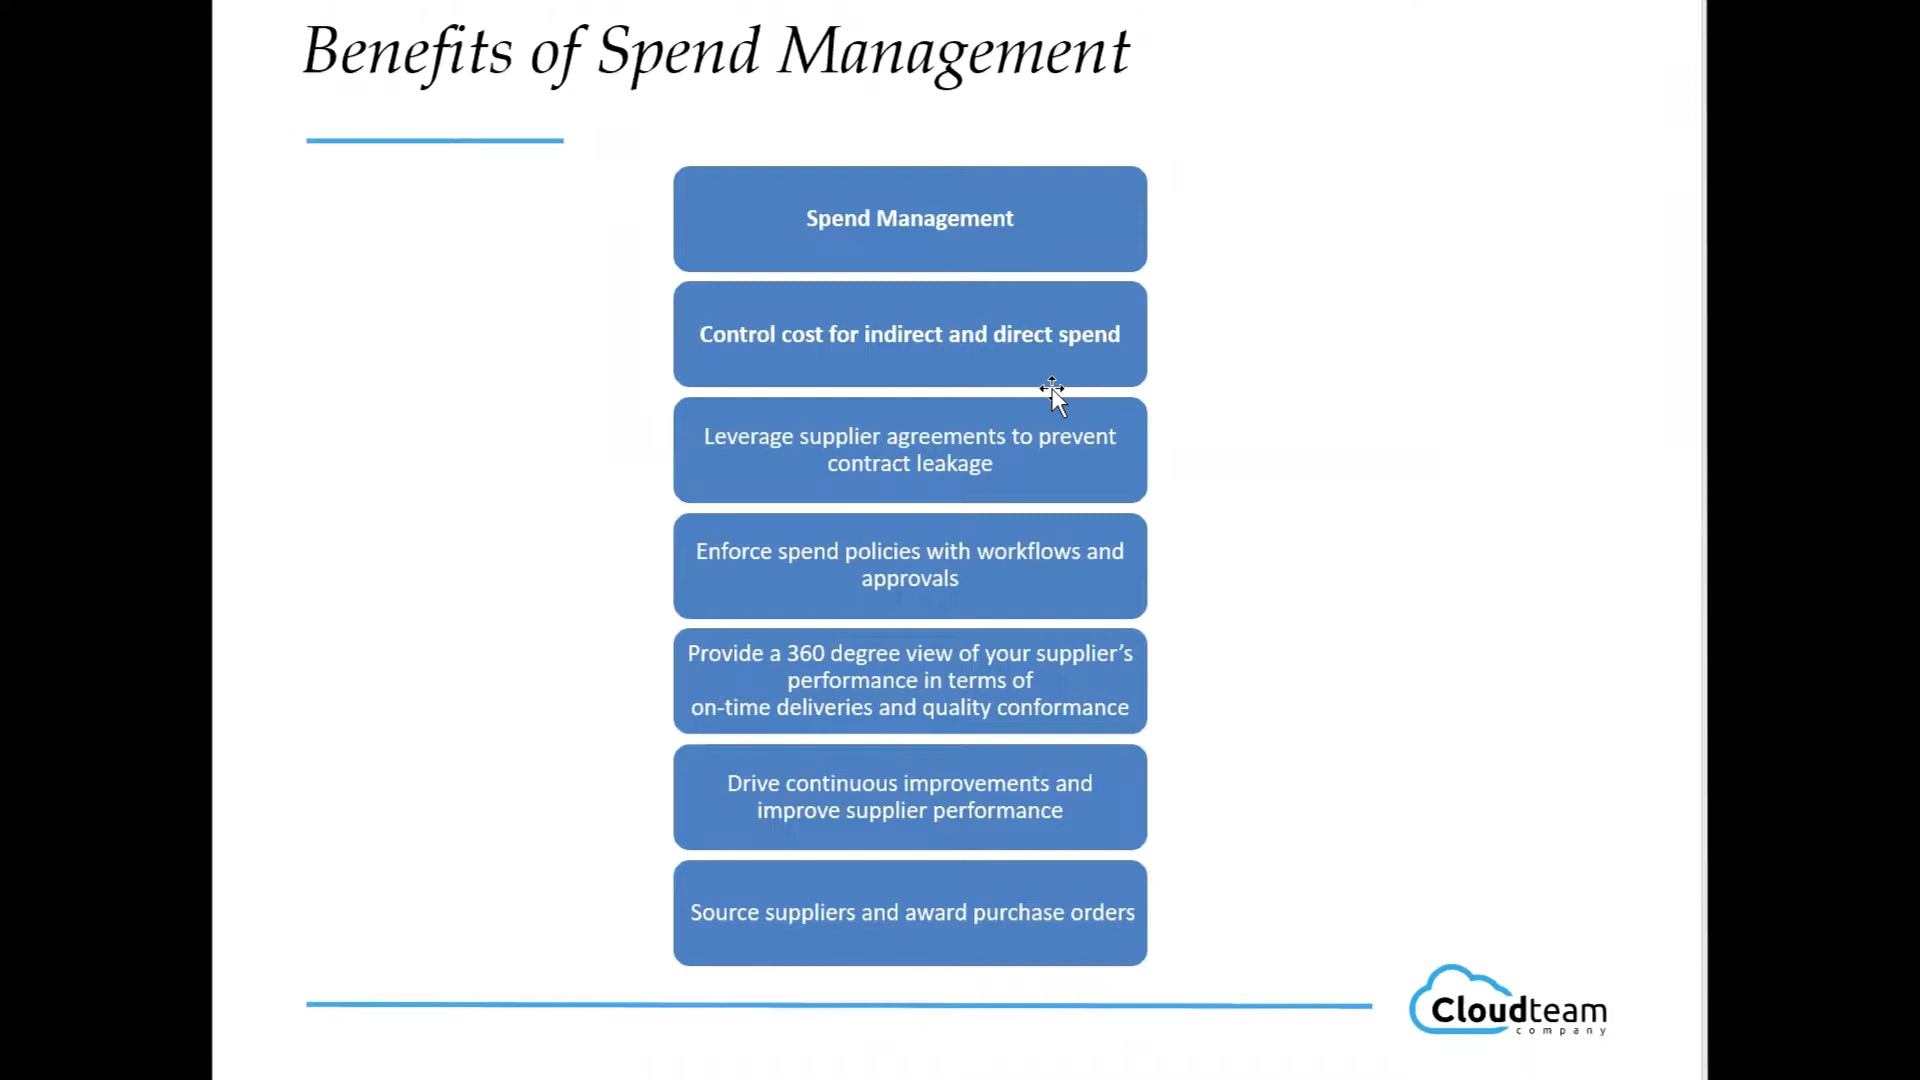 Benefits of Spend Management
Spend Management
Control cost for indirect and direct spend
Leverage supplier agreements to prevent
contract leakage
Enforce spend policies with workflows and
approvals
Provide a 360 degree view of your supplier’s
performance in terms of
on-time deliveries and quality conformance
Drive continuous improvements and
improve supplier performance
Source suppliers and award purchase orders
Cloudteam
company